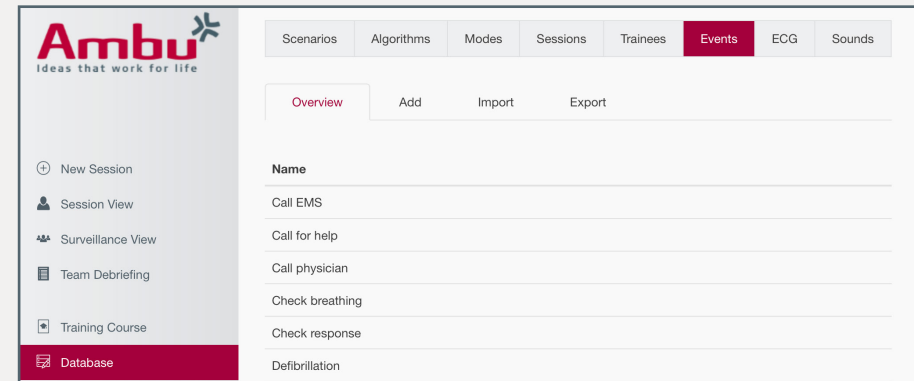 Ambu
Ideas that work for life
Scenarios Algorithms Modes Sessions Trainees Events ECG Sounds
Overview Add Import Export
New Session
Session View
Surveillance View
Team Debriefing
Training Course
Database
Name
Call EMS
Call for help
Call physician
Check breathing
Check response
Defibrillation